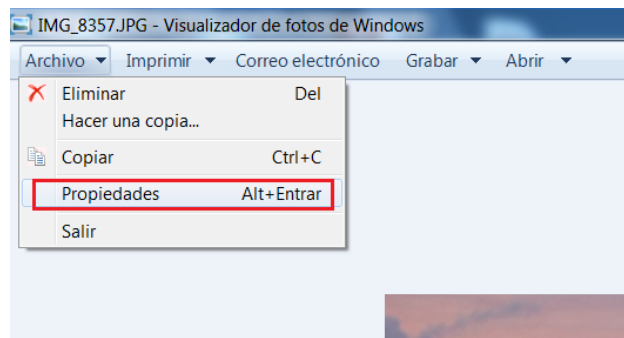 IMG_8357.JPG - Visualizador de fotos de Windows
Archivo Imprimir Correo electrónico Grabar Abrir
Eliminar Del
Hacer una copia...
Copiar Ctrl+C
Propiedades Alt+Entrar
Salir